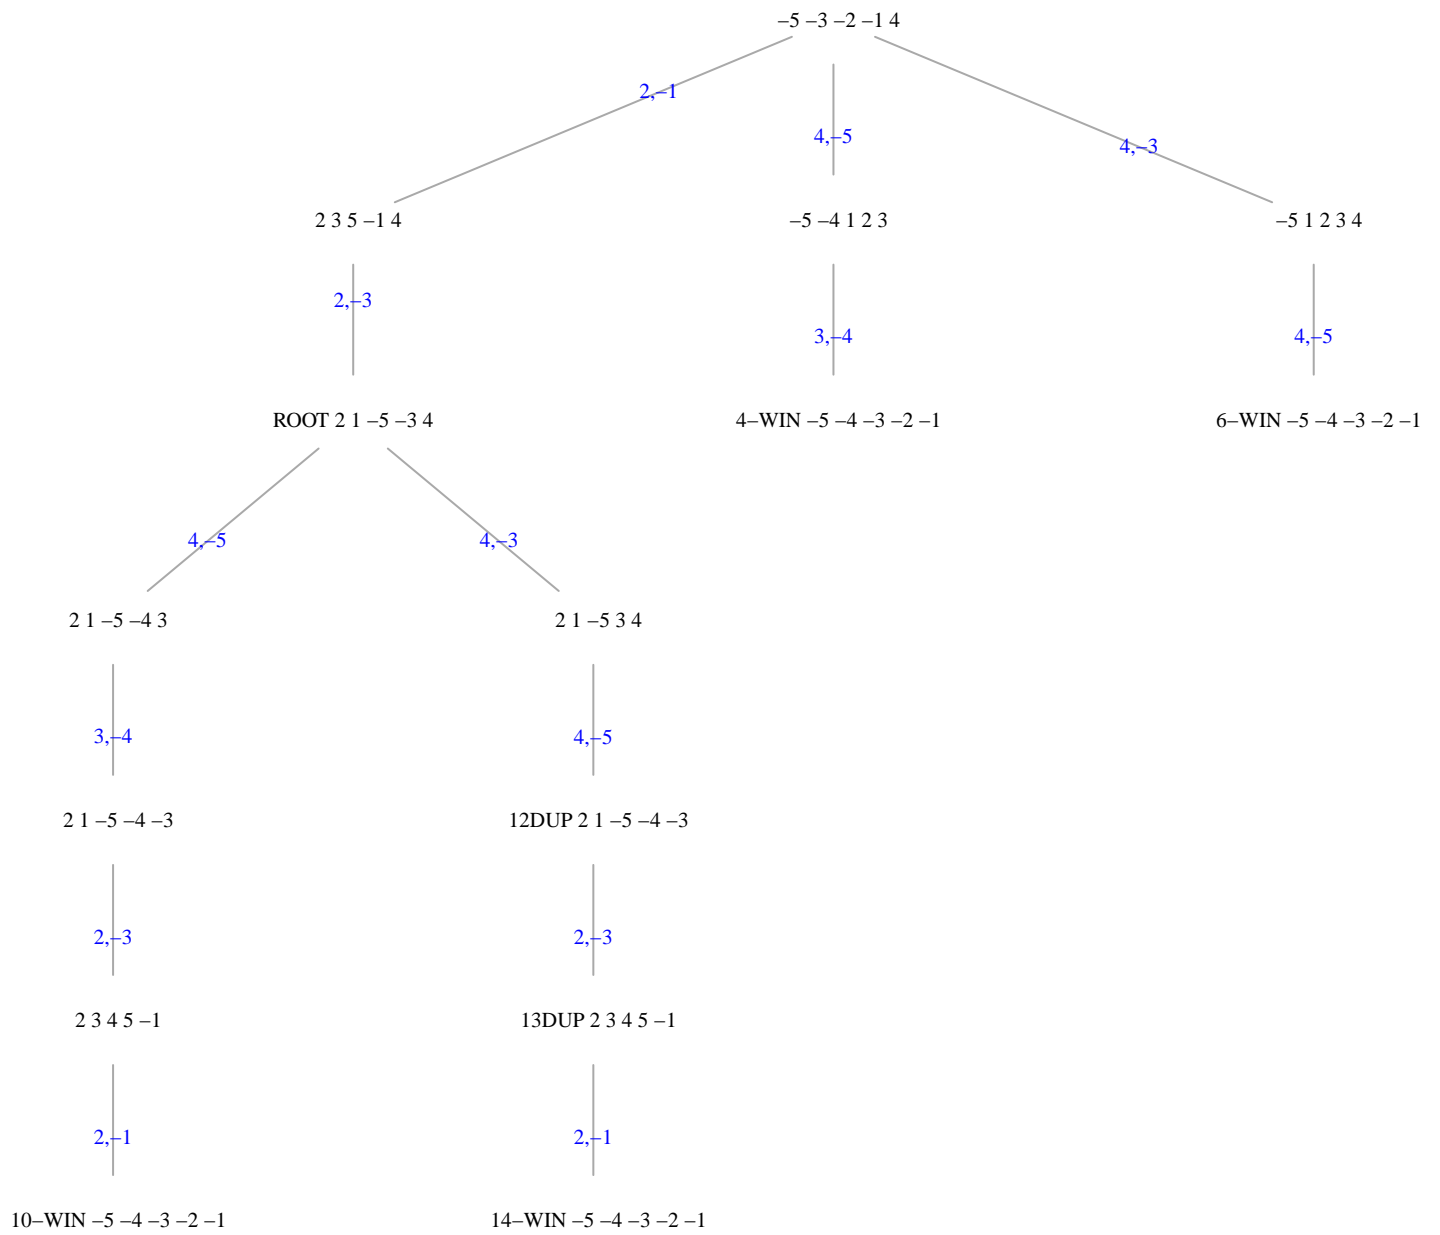 −5 −3 −2 −1 4
2,−1
4,−5
4,−3
2 3 5 −1 4
−5 −4 1 2 3
−5 1 2 3 4
2,−3
3,−4
4,−5
ROOT 2 1 −5 −3 4
4−WIN −5 −4 −3 −2 −1
6−WIN −5 −4 −3 −2 −1
4,−5
4,−3
2 1 −5 −4 3
2 1 −5 3 4
3,−4
4,−5
2 1 −5 −4 −3
12DUP 2 1 −5 −4 −3
2,−3
2,−3
2 3 4 5 −1
13DUP 2 3 4 5 −1
2,−1
2,−1
10−WIN −5 −4 −3 −2 −1
14−WIN −5 −4 −3 −2 −1